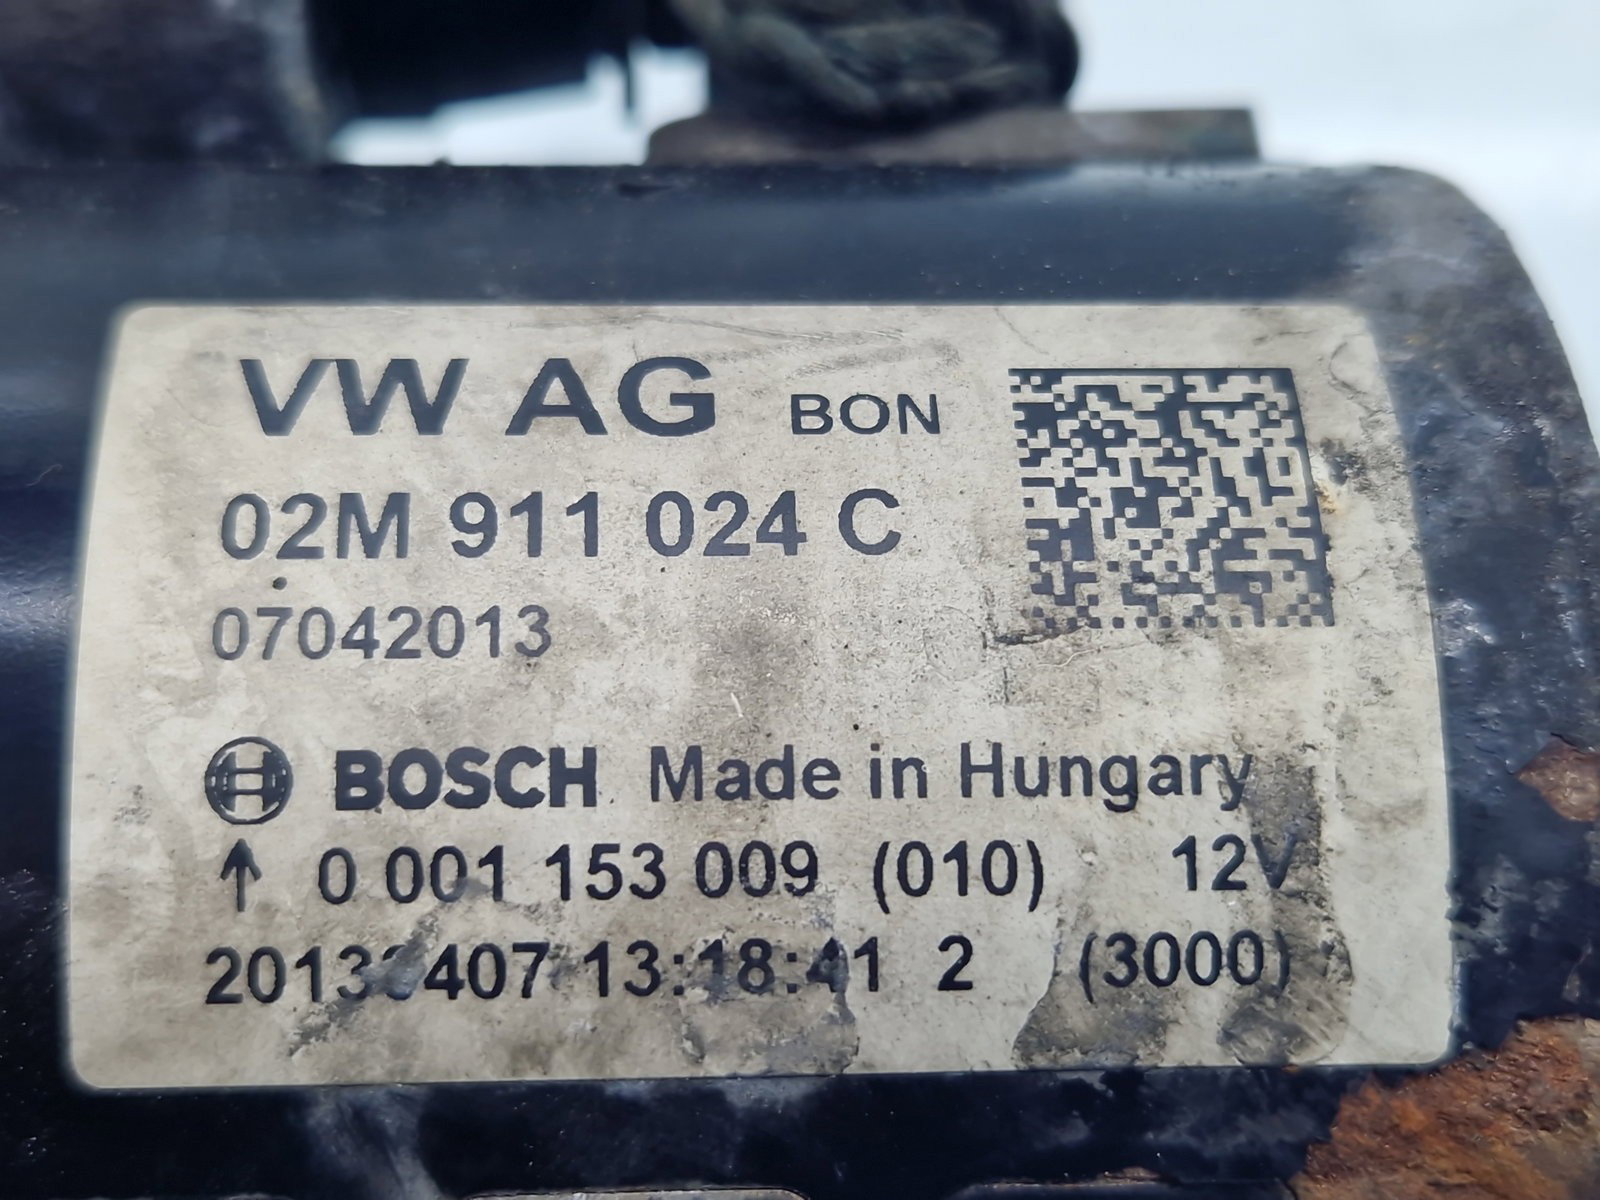 VW AG BON
02M 911 024 C
07042013
BOSCH Made in Hungary
↑ 0 001 153 009 (010) 12V
13:18:41 2 (3000)